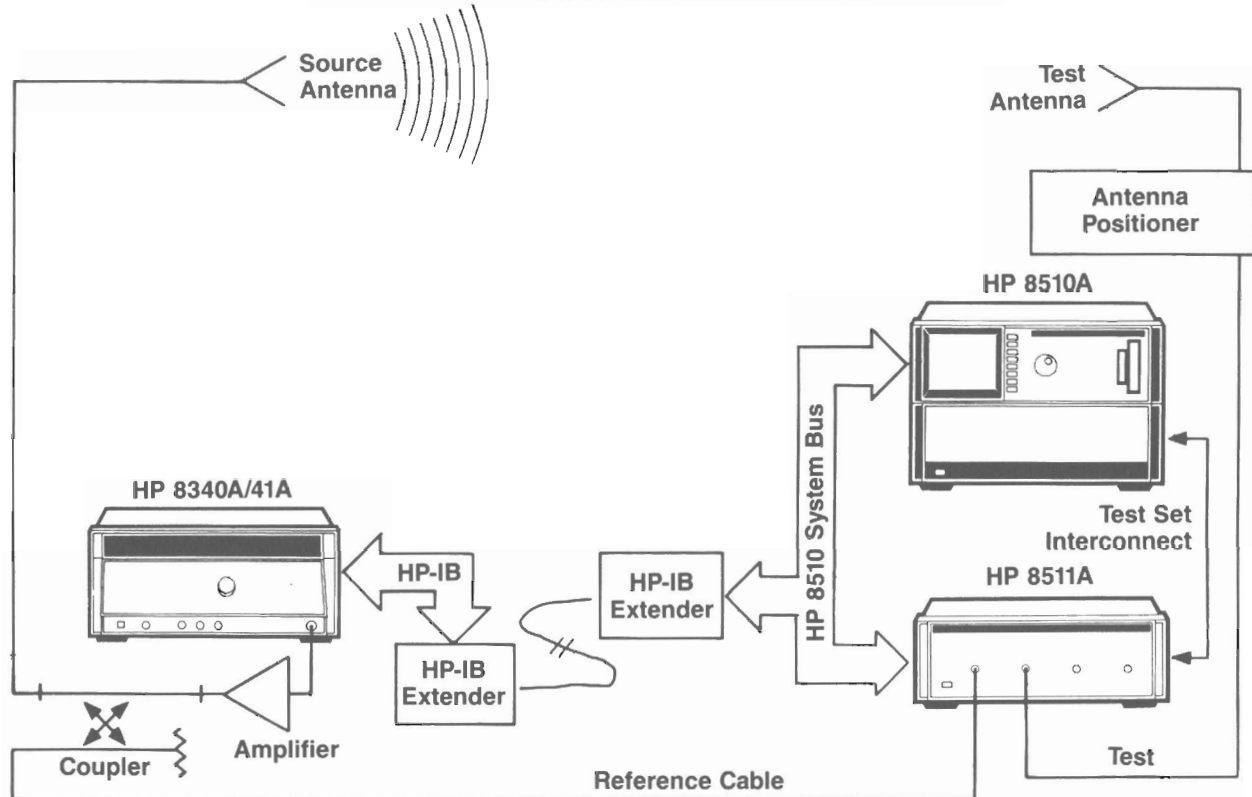 Source
Antenna
Test
Antenna
Antenna
Positioner
HP 8510A
HP 8510 System Bus
HP 8340A/41A
HP-IB
HP-IB
Extender
HP-IB
Extender
Test Set
Interconnect
HP 8511A
Amplifier
Coupler
Test
Reference Cable